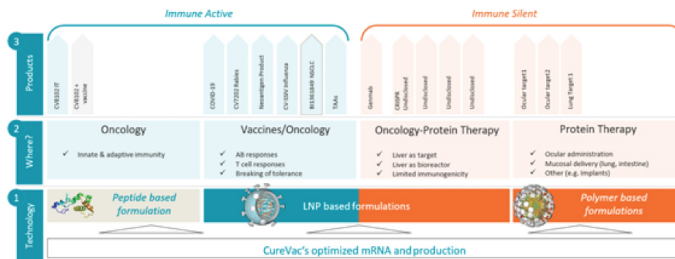 Immune Active
Immune Silent
3
Products
CV8102 IT
CV8102 + vaccine
COVID-19
CV7202 Rabies
Neoantigen Product
CV SSIV Influenza
BI1361849 NSCLC
TAAs
Genmab
CRISPR Undisclosed
Undisclosed
Undisclosed
Undisclosed
Ocular target1
Ocular target2
Lung Target 1
2
Where?
Oncology
✓ Innate & adaptive immunity
Vaccines/Oncology
✓ AB responses
✓ T cell responses
✓ Breaking of tolerance
Oncology-Protein Therapy
✓ Liver as target
✓ Liver as bioreactor
✓ Limited immunogenicity
Protein Therapy
✓ Ocular administration
✓ Mucosal delivery (lung, intestine)
✓ Other (e.g. Implants)
1
Technology
Peptide based
formulation
LNP based formulations
Polymer based
formulations
CureVac's optimized mRNA and production